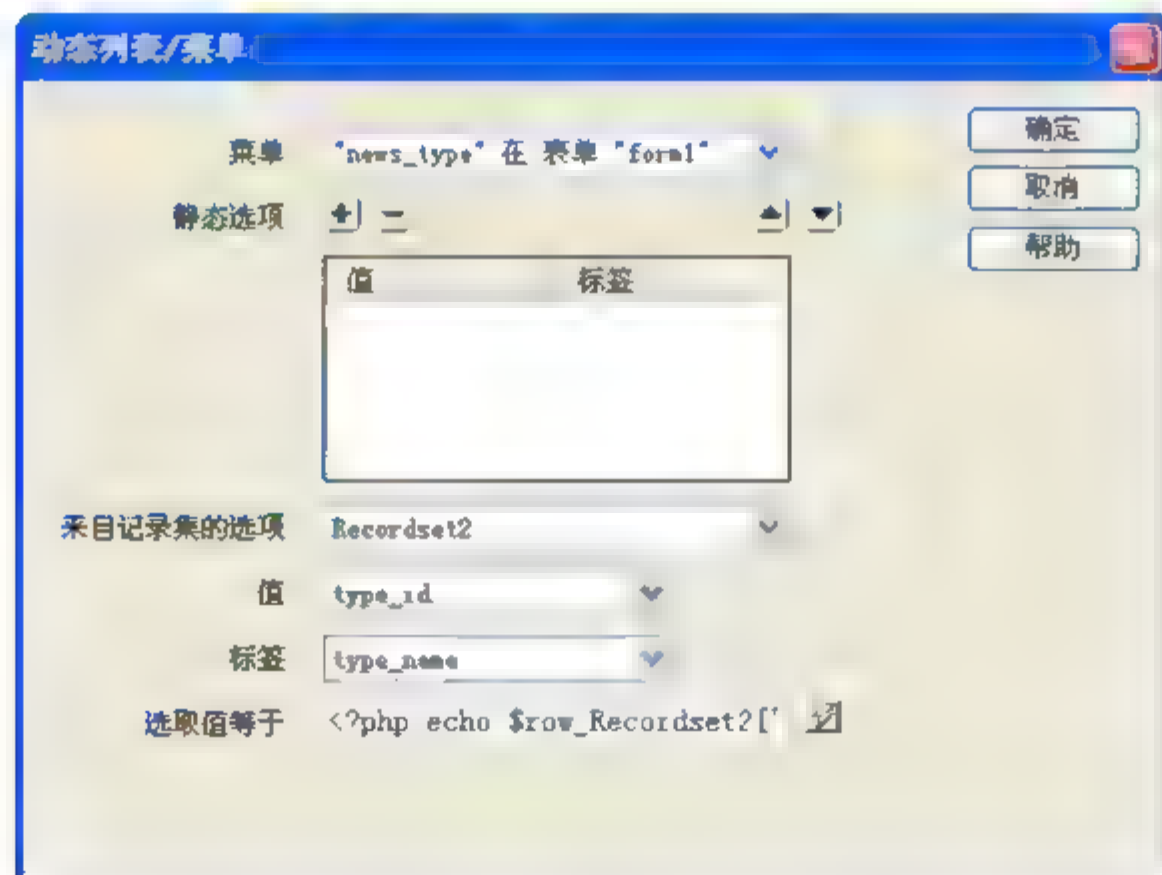 动态列表/菜单
菜单 "news_type" 在 表单 "form1"
确定
取消
静态选项
帮助
值 标签
来自记录集的选项 Recordset2
值 type_id
标签 type_name
选取值等于 <?php echo $row_Recordset2['